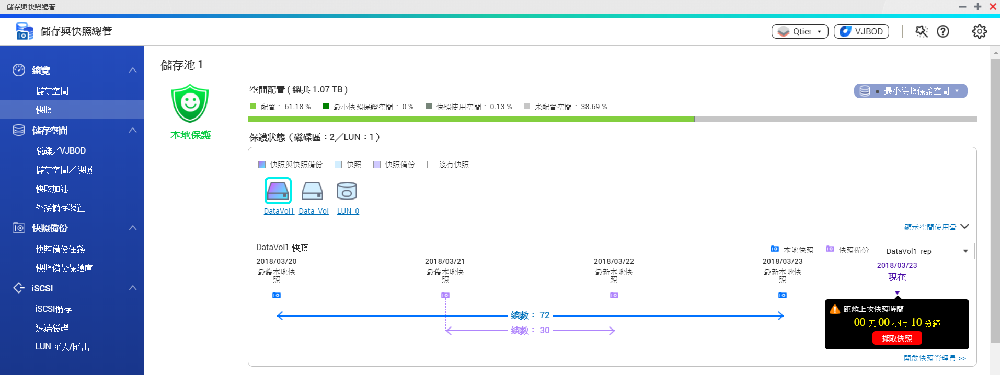 儲存與快照總管
儲存與快照總管
Qtier
VJBOD
總覽
儲存空間
快照
儲存空間
磁碟／VJBOD
儲存空間／快照
快取加速
外接儲存裝置
快照備份
快照備份任務
快照備份保險庫
iSCSI
iSCSI儲存
遠端磁碟
LUN 匯入/匯出
儲存池 1
本地保護
空間配置 ( 總共 1.07 TB )
最小快照保證空間
配置： 61.18 % 最小快照保證空間： 0 % 快照使用空間： 0.13 % 未配置空間： 38.69 %
保護狀態（磁碟區：2／LUN：1）
快照與快照備份 快照 快照備份 沒有快照
DataVol1 Data_Vol LUN_0
顯示空間使用量
DataVol1 快照
本地快照 快照備份 DataVol1_rep
2018/03/20
最舊本地快
照
2018/03/21
最舊本地快
照
2018/03/22
最新本地快
照
2018/03/23
最新本地快
照
2018/03/23
現在
總數： 72
總數： 30
距離上次快照時間
00 天 00 小時 10 分鐘
擷取快照
開啟快照管理員 >>